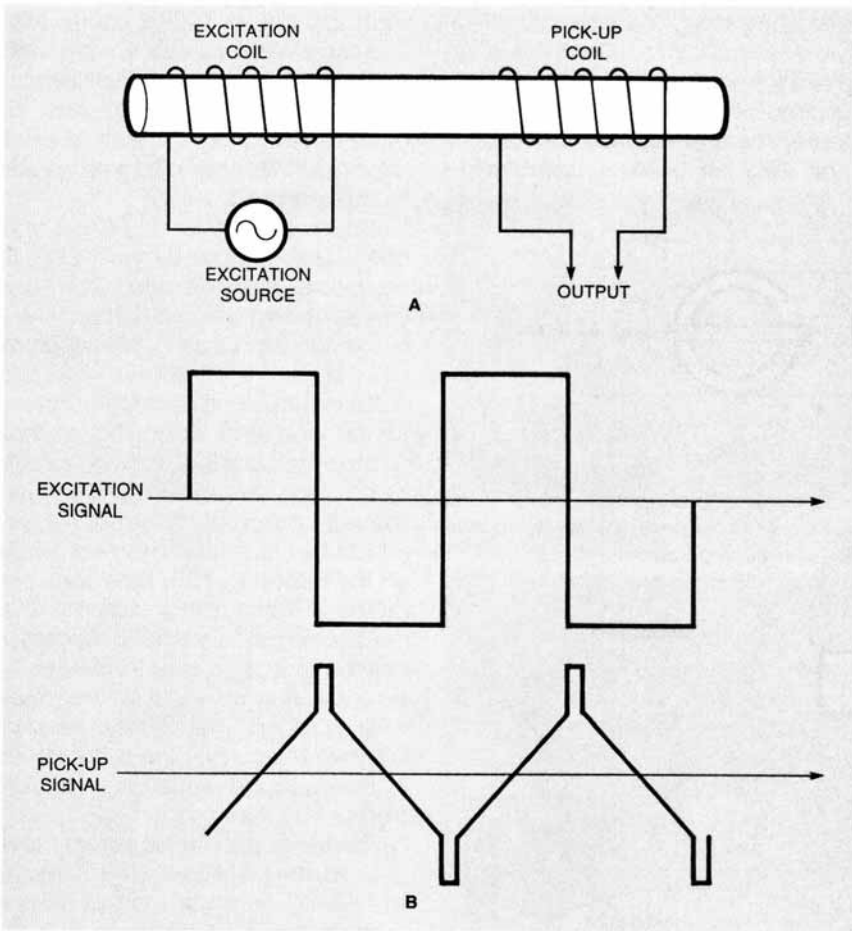 EXCITATION
COIL
PICK-UP
COIL
EXCITATION
SOURCE
OUTPUT
A
EXCITATION
SIGNAL
PICK-UP
SIGNAL
B